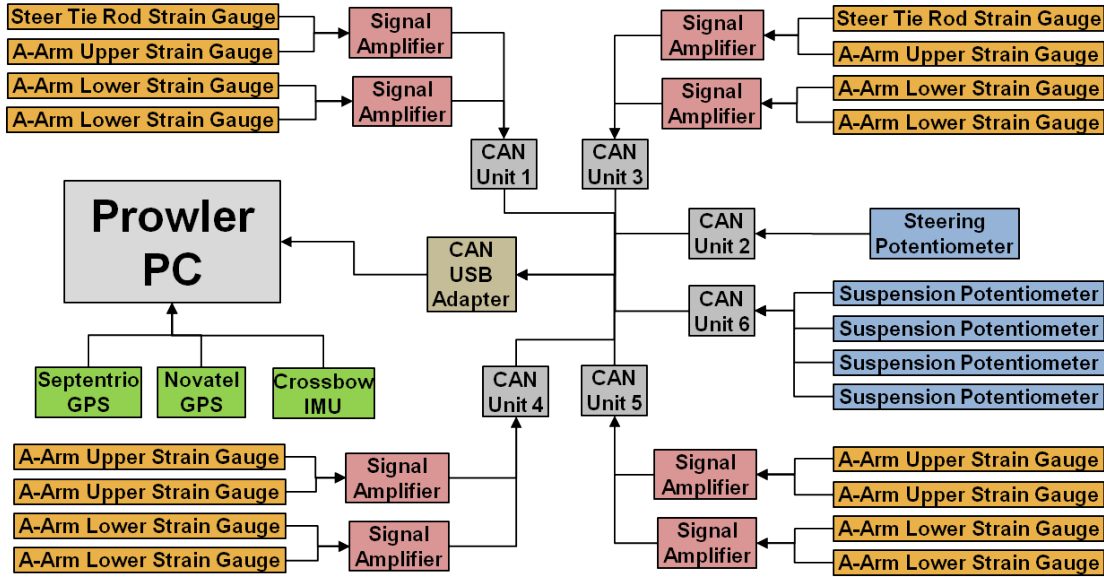 Steer Tie Rod Strain Gauge
A-Arm Upper Strain Gauge
A-Arm Lower Strain Gauge
A-Arm Lower Strain Gauge
Signal
Amplifier
Signal
Amplifier
Signal
Amplifier
Signal
Amplifier
Steer Tie Rod Strain Gauge
A-Arm Upper Strain Gauge
A-Arm Lower Strain Gauge
A-Arm Lower Strain Gauge
CAN
Unit 1
CAN
Unit 3
Prowler
PC
CAN
USB
Adapter
CAN
Unit 2
Steering
Potentiometer
CAN
Unit 6
Suspension Potentiometer
Suspension Potentiometer
Suspension Potentiometer
Suspension Potentiometer
Septentrio
GPS
Novatel
GPS
Crossbow
IMU
CAN
Unit 4
CAN
Unit 5
A-Arm Upper Strain Gauge
A-Arm Upper Strain Gauge
A-Arm Lower Strain Gauge
A-Arm Lower Strain Gauge
Signal
Amplifier
Signal
Amplifier
Signal
Amplifier
Signal
Amplifier
A-Arm Upper Strain Gauge
A-Arm Upper Strain Gauge
A-Arm Lower Strain Gauge
A-Arm Lower Strain Gauge